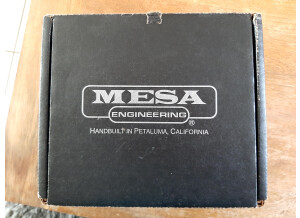 MESA
ENGINEERING
®
HANDBUILT IN PETALUMA, CALIFORNIA